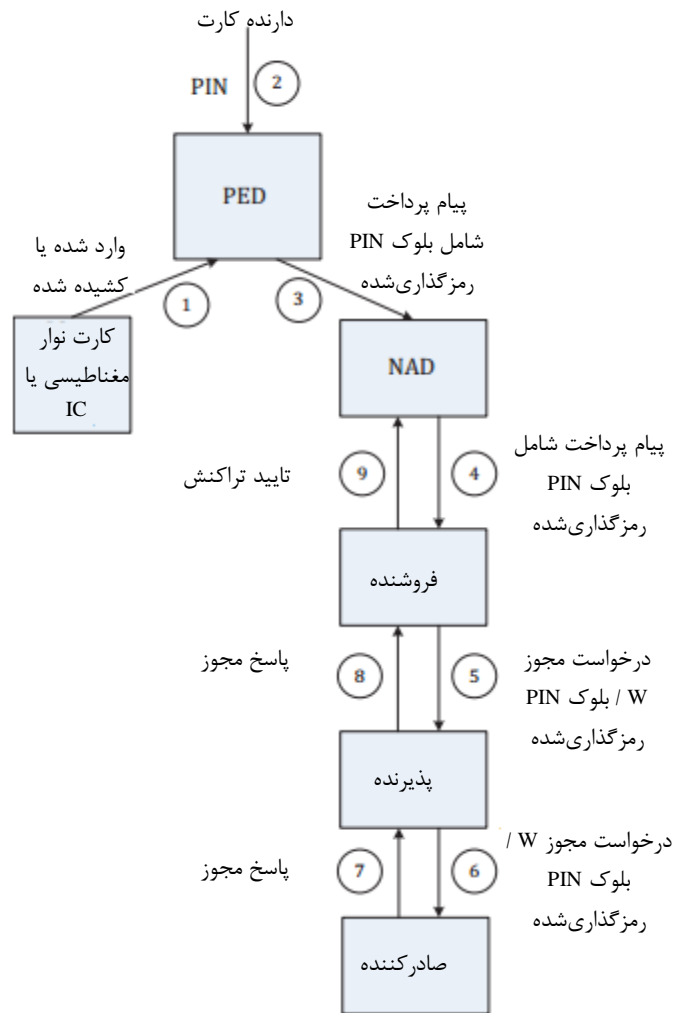 دارنده کارت
PIN
2
PED
پیام پرداخت
شامل بلوک PIN
رمزگذاری‌شده
وارد شده یا
کشیده شده
1
3
کارت نوار
مغناطیسی یا
IC
NAD
تایید تراکنش
9
4
پیام پرداخت شامل
بلوک PIN
رمزگذاری‌شده
فروشنده
پاسخ مجوز
8
5
درخواست مجوز
W / بلوک PIN
رمزگذاری‌شده
پذیرنده
پاسخ مجوز
7
6
درخواست مجوز W /
بلوک PIN
رمزگذاری‌شده
صادرکننده